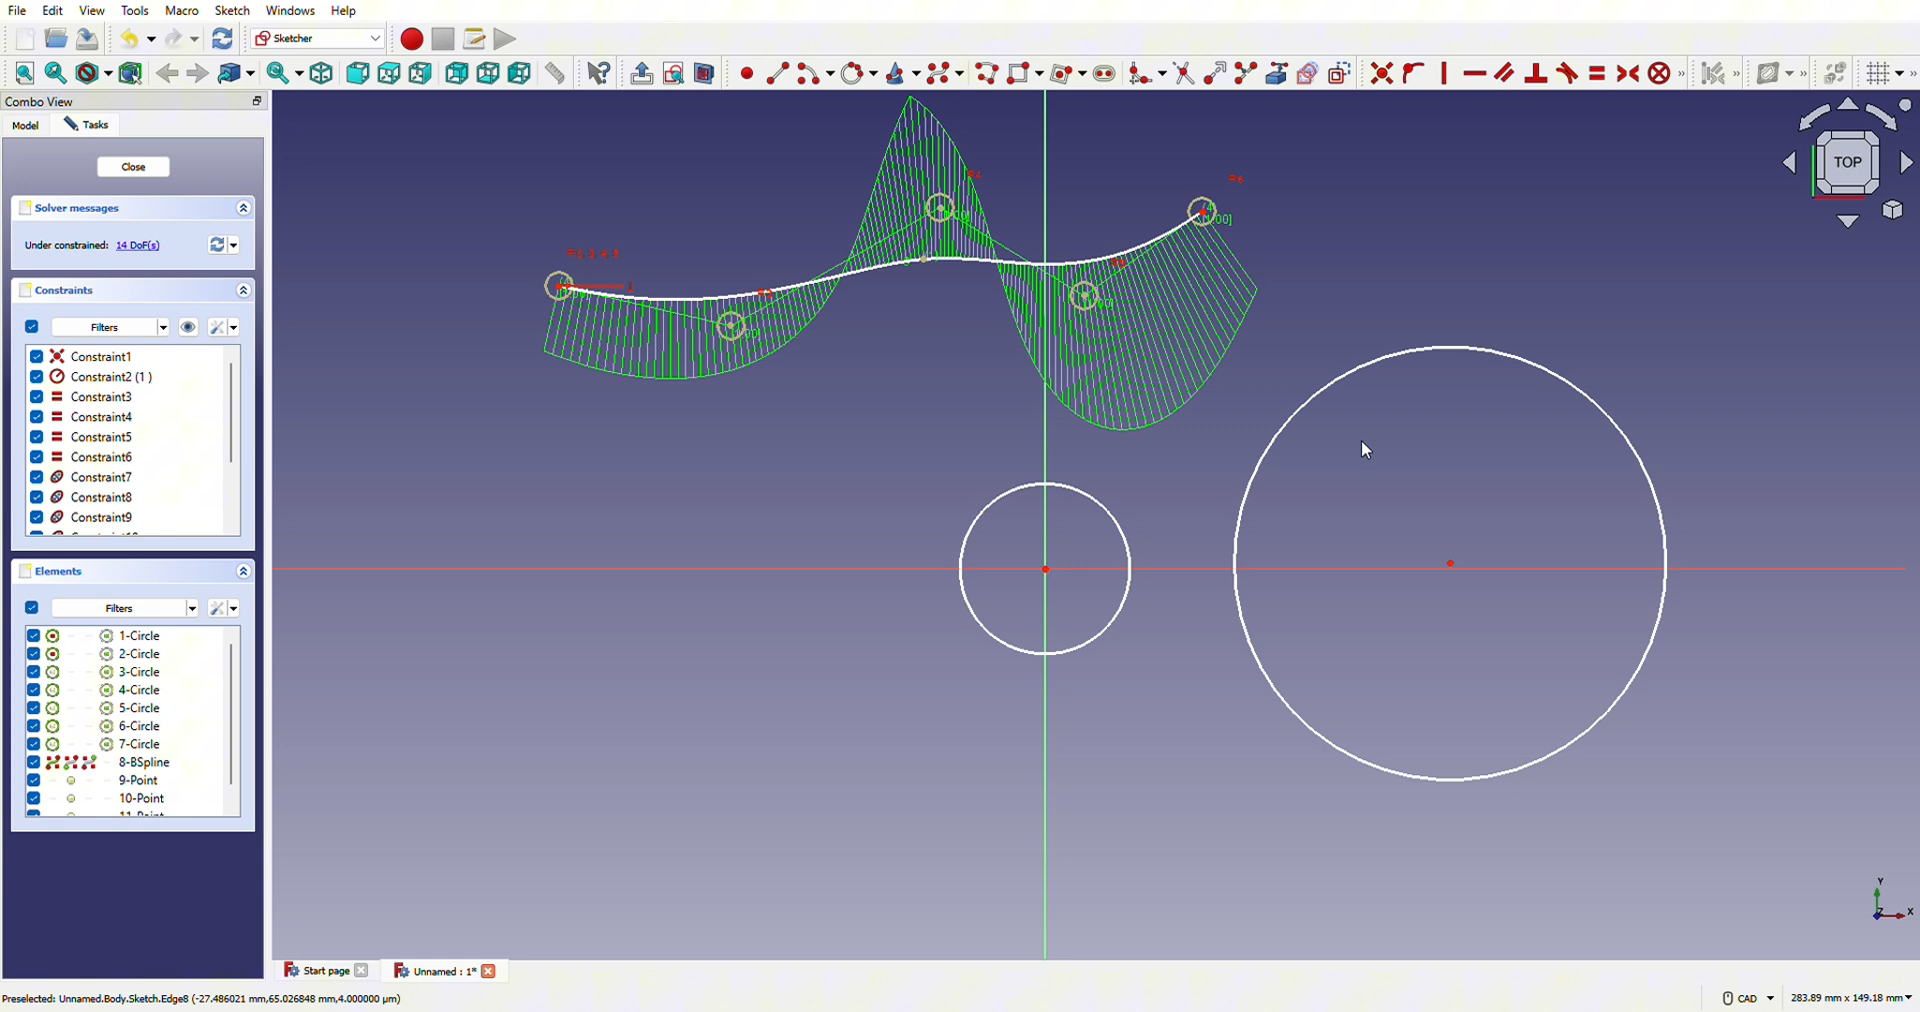 File Edit View Tools Macro Sketch Windows Help
Sketcher
Combo View
Model Tasks
Close
Solver messages
Under constrained: 14 DoF(s)
Constraints
Filters
Constraint1
Constraint2 (1 )
Constraint3
Constraint4
Constraint5
Constraint6
Constraint7
Constraint8
Constraint9
Elements
Filters
1-Circle
2-Circle
3-Circle
4-Circle
5-Circle
6-Circle
7-Circle
8-BSpline
9-Point
10-Point
11-Point
TOP
Y
Z X
Start page Unnamed : 1*
Preselected: Unnamed.Body.Sketch.Edge8 (-27.486021 mm,65.026848 mm,4.000000 µm)
CAD 283.89 mm x 149.18 mm